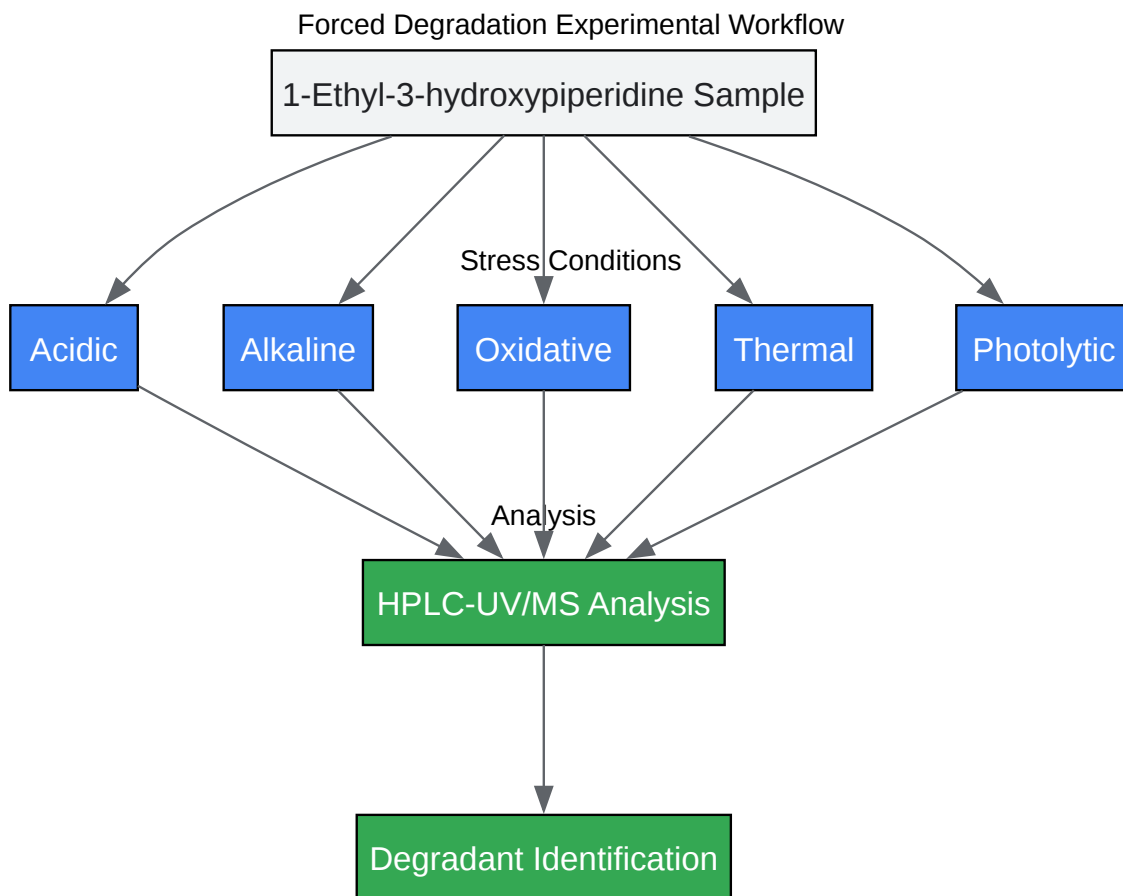 Forced Degradation Experimental Workflow
1-Ethyl-3-hydroxypiperidine Sample
Stress Conditions
Acidic
Alkaline
Oxidative
Thermal
Photolytic
Analysis
HPLC-UV/MS Analysis
Degradant Identification